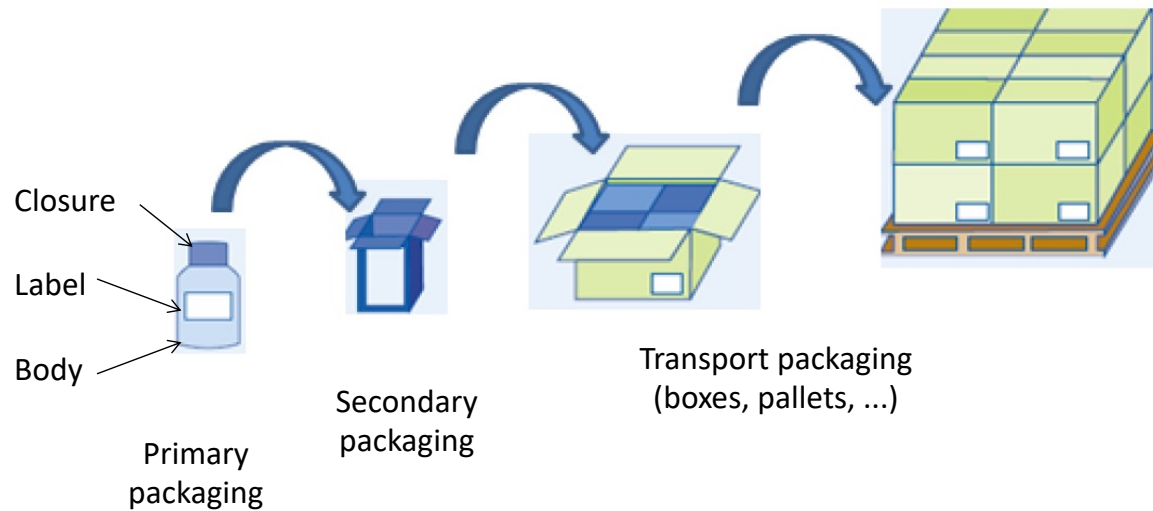 Closure
Label
Body
Primary
packaging
Secondary
packaging
Transport packaging
(boxes, pallets, ...)